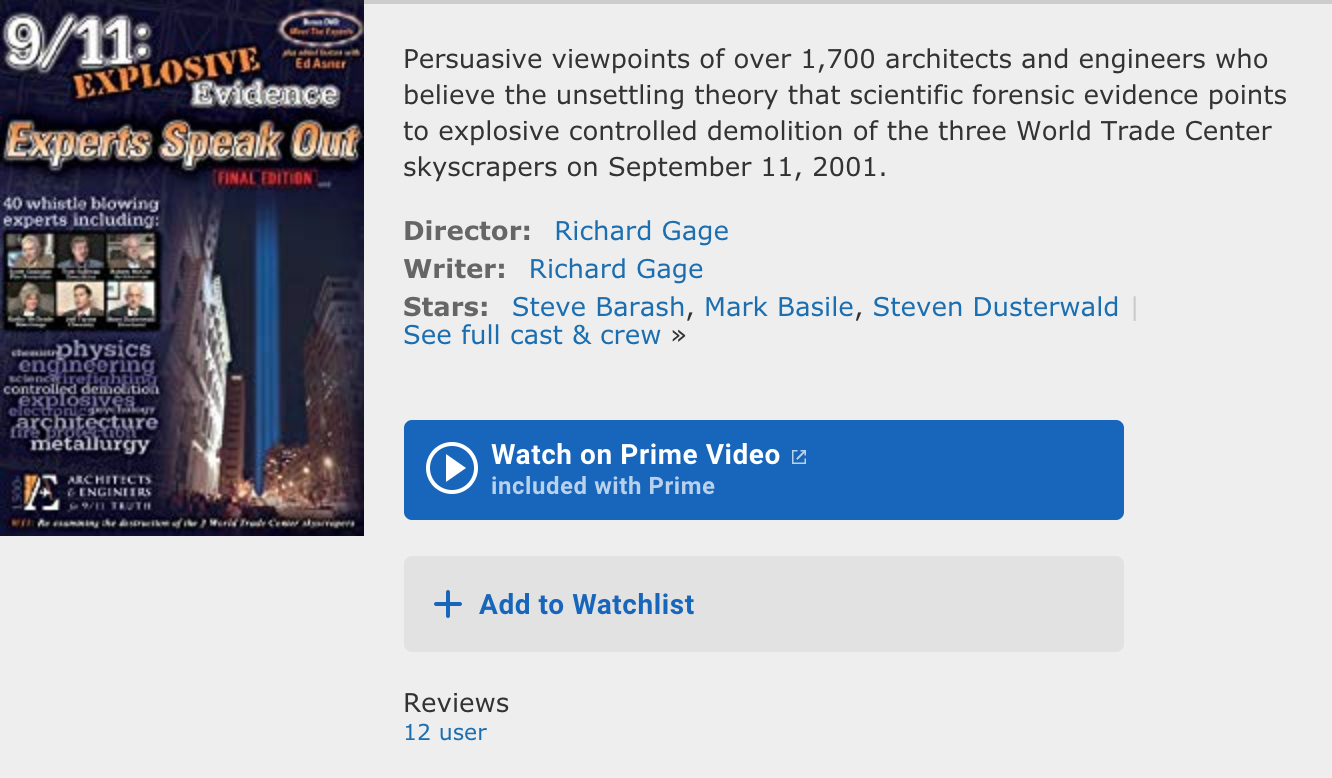 9/11:
EXPLOSIVE
Evidence
Bonus DVD:
Meet The Experts
Ed Asner
Experts Speak Out
FINAL EDITION
40 whistle blowing
experts including:
chemistry physics
engineering
science firefighting
controlled demolition
explosives
electronics psychology
architecture
fire protection
metallurgy
ARCHITECTS
& ENGINEERS
for 9/11 TRUTH
9/11: Re-examining the destruction of the 3 World Trade Center skyscrapers
Persuasive viewpoints of over 1,700 architects and engineers who
believe the unsettling theory that scientific forensic evidence points
to explosive controlled demolition of the three World Trade Center
skyscrapers on September 11, 2001.
Director: Richard Gage
Writer: Richard Gage
Stars: Steve Barash, Mark Basile, Steven Dusterwald |
See full cast & crew »
Watch on Prime Video
included with Prime
+ Add to Watchlist
Reviews
12 user